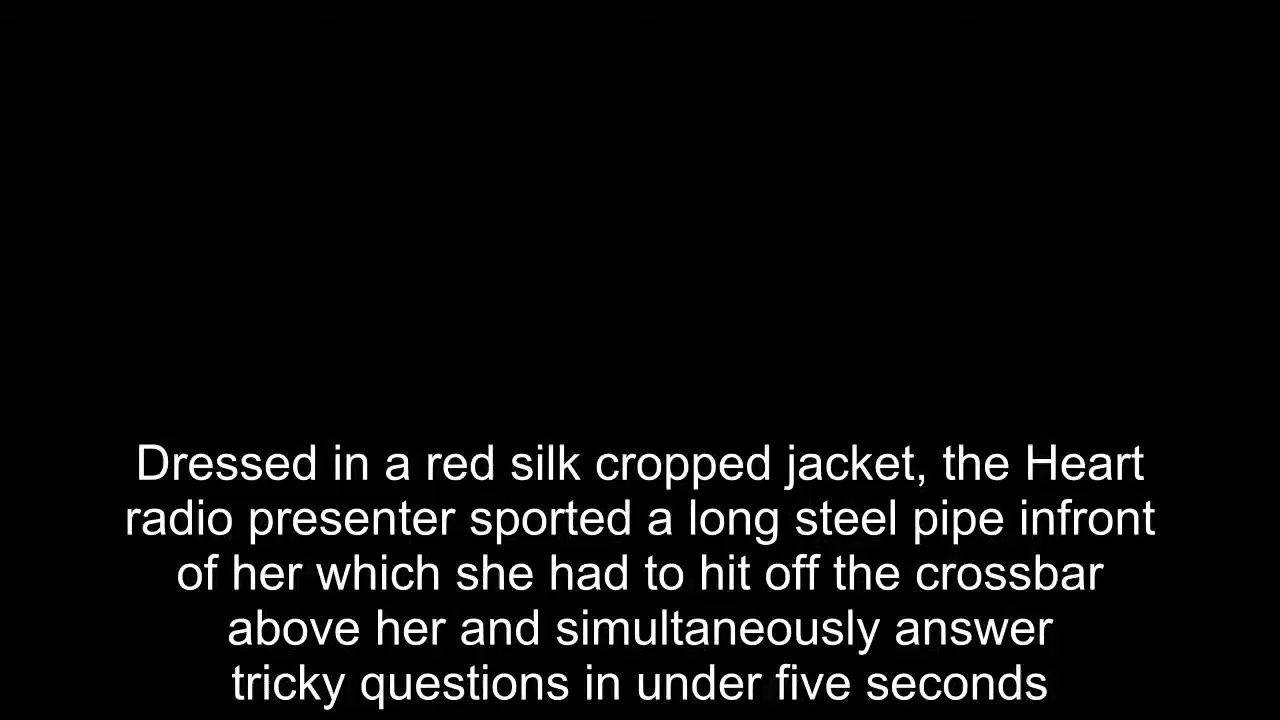 Dressed in a red silk cropped jacket, the Heart
radio presenter sported a long steel pipe infront
of her which she had to hit off the crossbar
above her and simultaneously answer
tricky questions in under five seconds